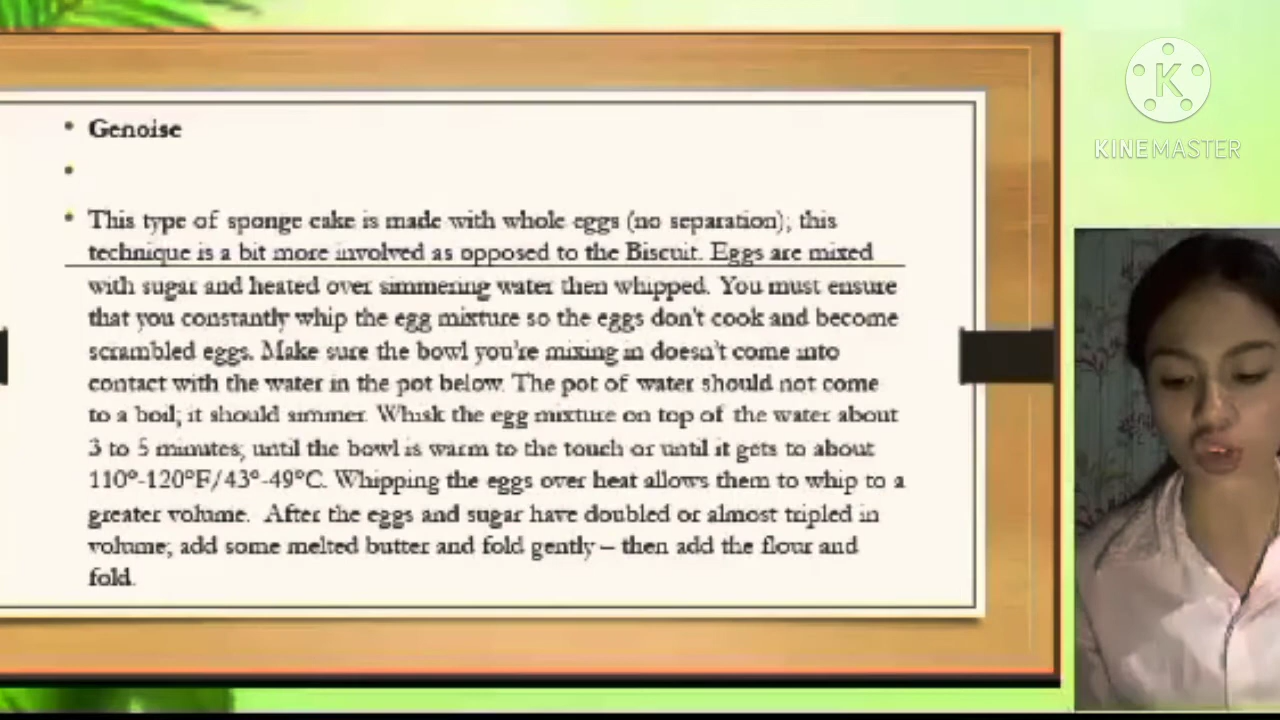 Genoise
This type of sponge cake is made with whole eggs (no separation); this
technique is a bit more involved as opposed to the Biscuit. Eggs are mixed
with sugar and heated over simmering water then whipped. You must ensure
that you constantly whip the egg mixture so the eggs don't cook and become
scrambled eggs. Make sure the bowl you're mixing in doesn't come into
contact with the water in the pot below. The pot of water should not come
to a boil; it should simmer. Whisk the egg mixture on top of the water about
3 to 5 minutes; until the bowl is warm to the touch or until it gets to about
110°-120°F/43°-49°C. Whipping the eggs over heat allows them to whip to a
greater volume. After the eggs and sugar have doubled or almost tripled in
volume; add some melted butter and fold gently – then add the flour and
fold.
K
KINEMASTER